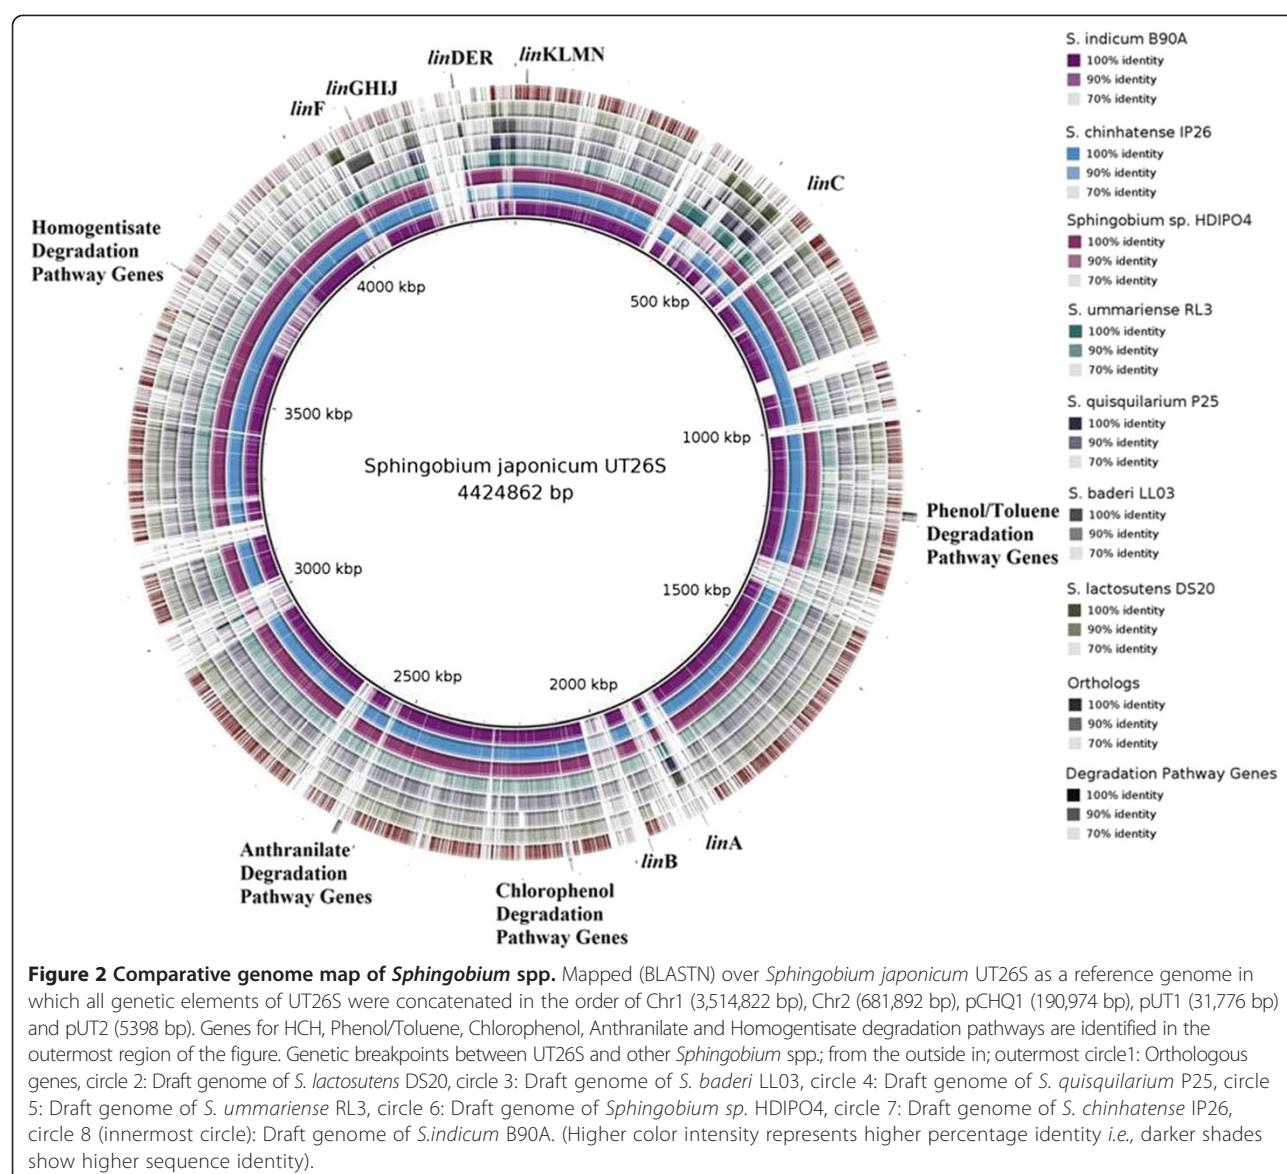 linDER
linKLMN
linGHIJ
linF
linC
Homogentisate
Degradation
Pathway Genes
4000 kbp
500 kbp
3500 kbp
1000 kbp
Sphingobium japonicum UT26S
4424862 bp
Phenol/Toluene
Degradation
Pathway Genes
3000 kbp
1500 kbp
2500 kbp
2000 kbp
linA
linB
Anthranilate
Degradation
Pathway Genes
Chlorophenol
Degradation
Pathway Genes
S. indicum B90A
100% identity
90% identity
70% identity
S. chinhatense IP26
100% identity
90% identity
70% identity
Sphingobium sp. HDIPO4
100% identity
90% identity
70% identity
S. ummariense RL3
100% identity
90% identity
70% identity
S. quisquilarium P25
100% identity
90% identity
70% identity
S. baderi LL03
100% identity
90% identity
70% identity
S. lactosutens DS20
100% identity
90% identity
70% identity
Orthologs
100% identity
90% identity
70% identity
Degradation Pathway Genes
100% identity
90% identity
70% identity
Figure 2 Comparative genome map of Sphingobium spp. Mapped (BLASTN) over Sphingobium japonicum UT26S as a reference genome in
which all genetic elements of UT26S were concatenated in the order of Chr1 (3,514,822 bp), Chr2 (681,892 bp), pCHQ1 (190,974 bp), pUT1 (31,776 bp)
and pUT2 (5398 bp). Genes for HCH, Phenol/Toluene, Chlorophenol, Anthranilate and Homogentisate degradation pathways are identified in the
outermost region of the figure. Genetic breakpoints between UT26S and other Sphingobium spp.; from the outside in; outermost circle1: Orthologous
genes, circle 2: Draft genome of S. lactosutens DS20, circle 3: Draft genome of S. baderi LL03, circle 4: Draft genome of S. quisquilarium P25, circle
5: Draft genome of S. ummariense RL3, circle 6: Draft genome of Sphingobium sp. HDIPO4, circle 7: Draft genome of S. chinhatense IP26,
circle 8 (innermost circle): Draft genome of S.indicum B90A. (Higher color intensity represents higher percentage identity i.e., darker shades
show higher sequence identity).